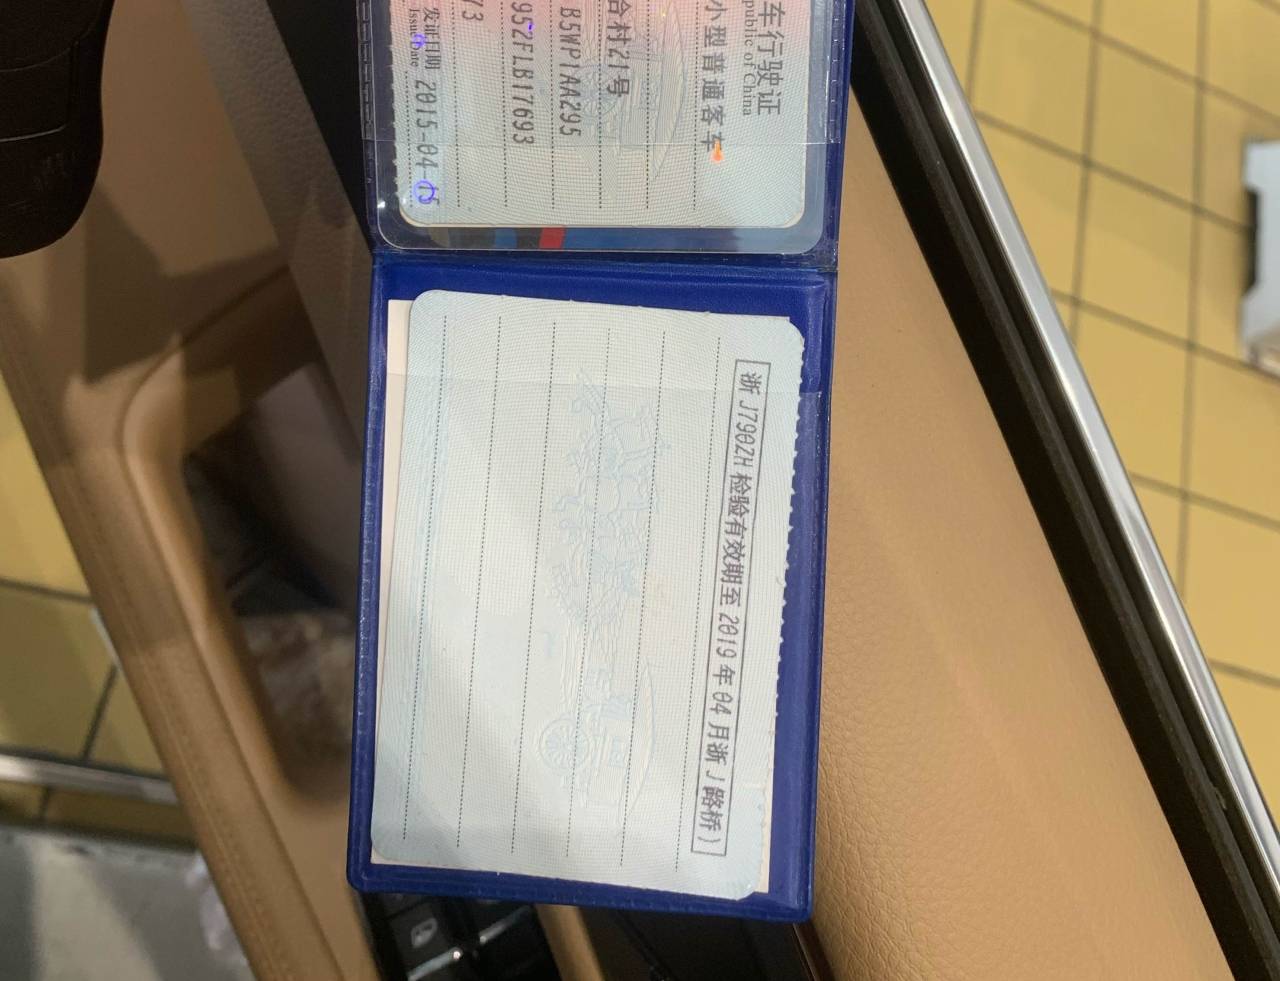 车行驶证
public of China
小型普通客车
合村21号
B5WP1AA295
952FLB17693
73
发证日期 2015-04-15
Issue Date
浙J790ZH检验有效期至2019年04月浙J(路桥)